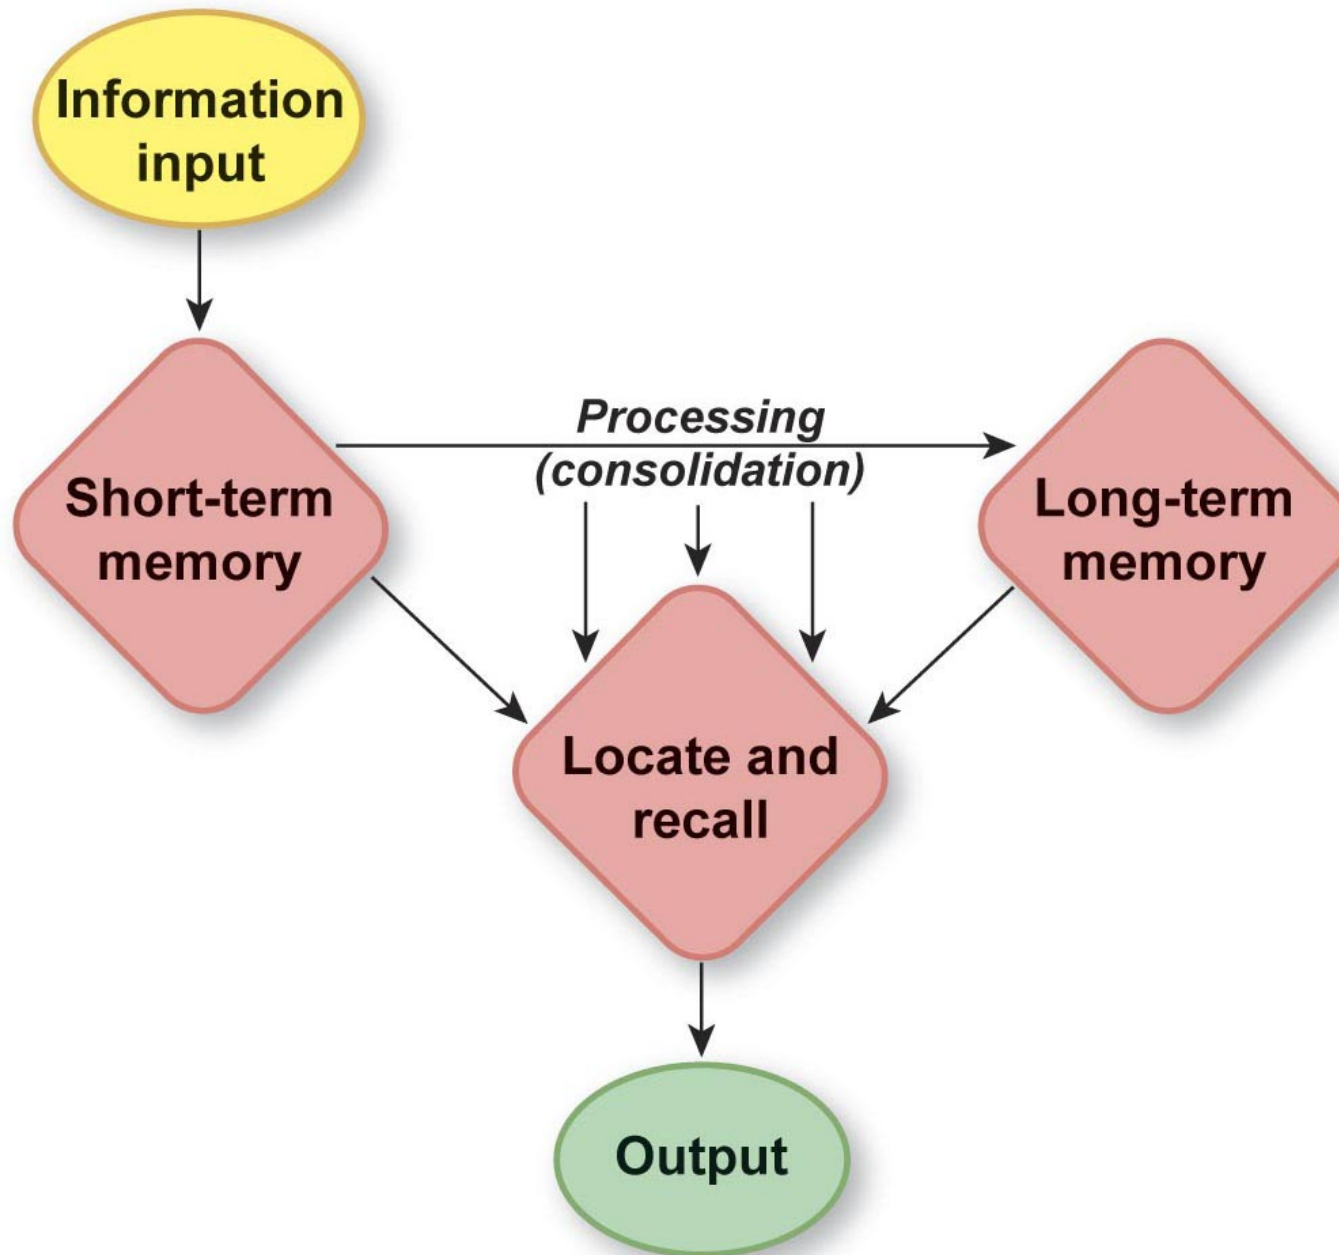 Information
input
Processing
(consolidation)
Short-term
memory
Long-term
memory
Locate and
recall
Output